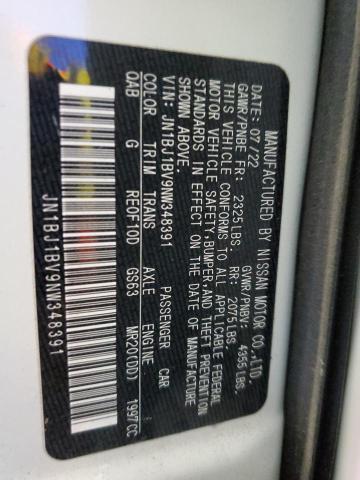 MANUFACTURED BY NISSAN MOTOR CO.,LTD.
DATE: 07/22 GVWR/PNBV: 4355LBS.
GAWR/PNBE FR: 2325LBS. RR: 2075LBS.
THIS VEHICLE CONFORMS TO ALL APPLICABLE FEDERAL
MOTOR VEHICLE SAFETY,BUMPER,AND THEFT PREVENTION
STANDARDS IN EFFECT ON THE DATE OF MANUFACTURE
SHOWN ABOVE.
VIN: JN1BJ1BV9NW348391 PASSENGER CAR
COLOR TRIM TRANS AXLE ENGINE
QAB G RE0F10D GS63 MR20(DD) 1997CC
JN1BJ1BV9NW348391